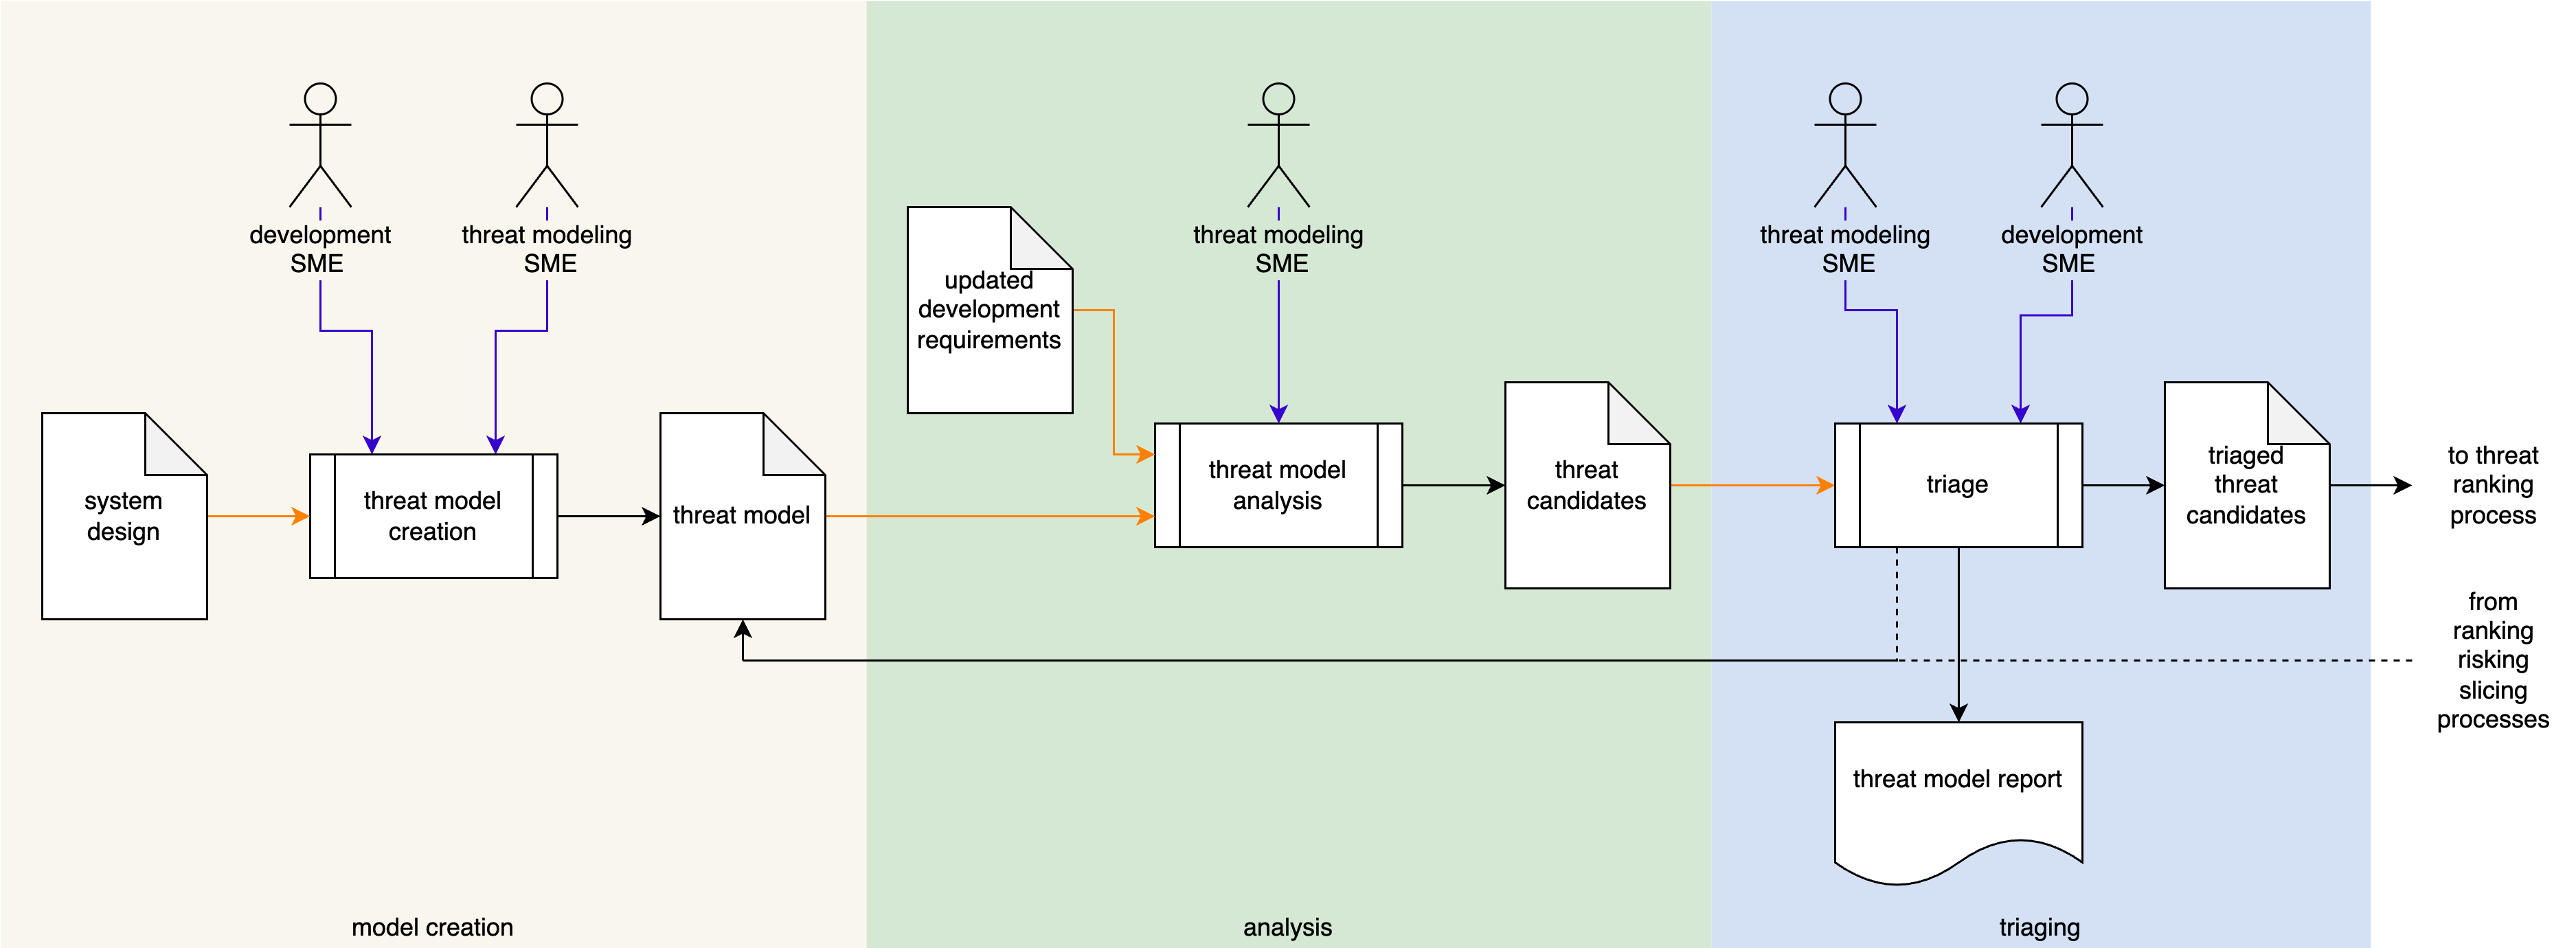 development
SME
threat modeling
SME
system
design
threat model
creation
threat model
model creation
updated
development
requirements
threat modeling
SME
threat model
analysis
threat
candidates
analysis
threat modeling
SME
development
SME
triage
triaged
threat
candidates
threat model report
triaging
to threat
ranking
process
from
ranking
risking
slicing
processes